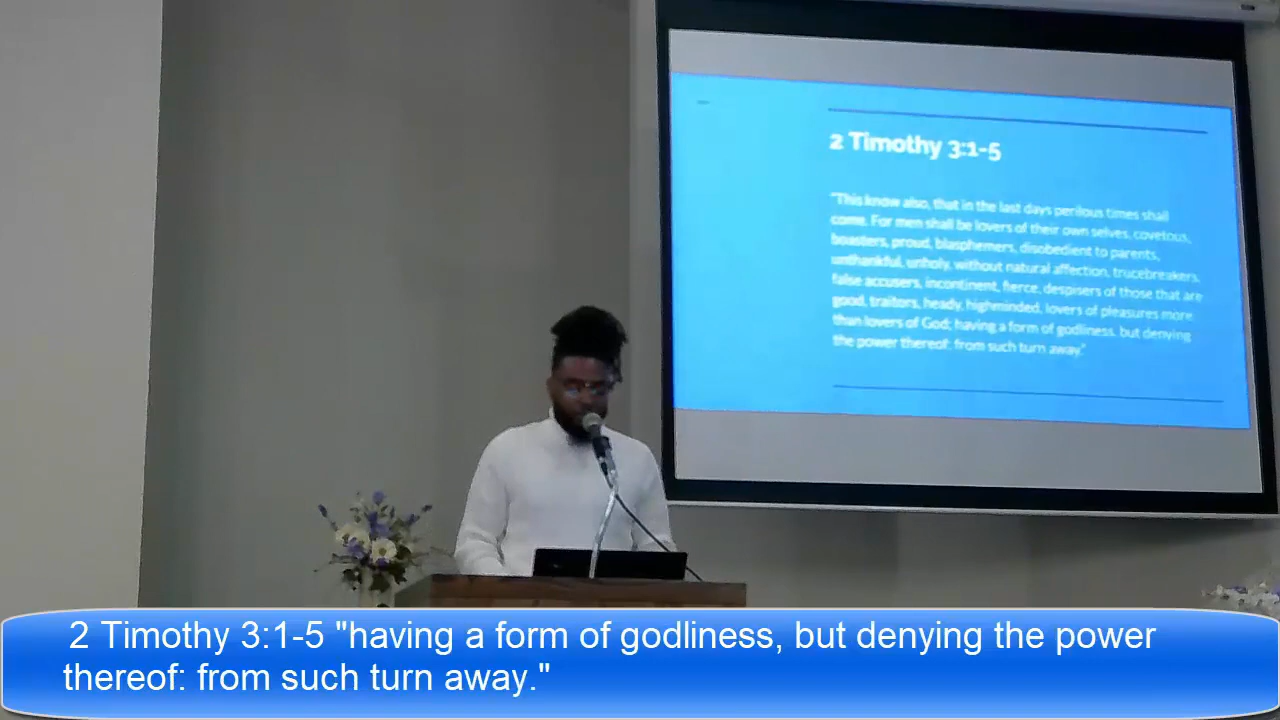 2 Timothy 3:1-5
"This know also, that in the last days perilous times shall
come. For men shall be lovers of their own selves, covetous,
boasters, proud, blasphemers, disobedient to parents,
unthankful, unholy, without natural affection, trucebreakers,
false accusers, incontinent, fierce, despisers of those that are
good, traitors, heady, highminded, lovers of pleasures more
than lovers of God; having a form of godliness, but denying
the power thereof: from such turn away."
2 Timothy 3:1-5 "having a form of godliness, but denying the power
thereof: from such turn away."